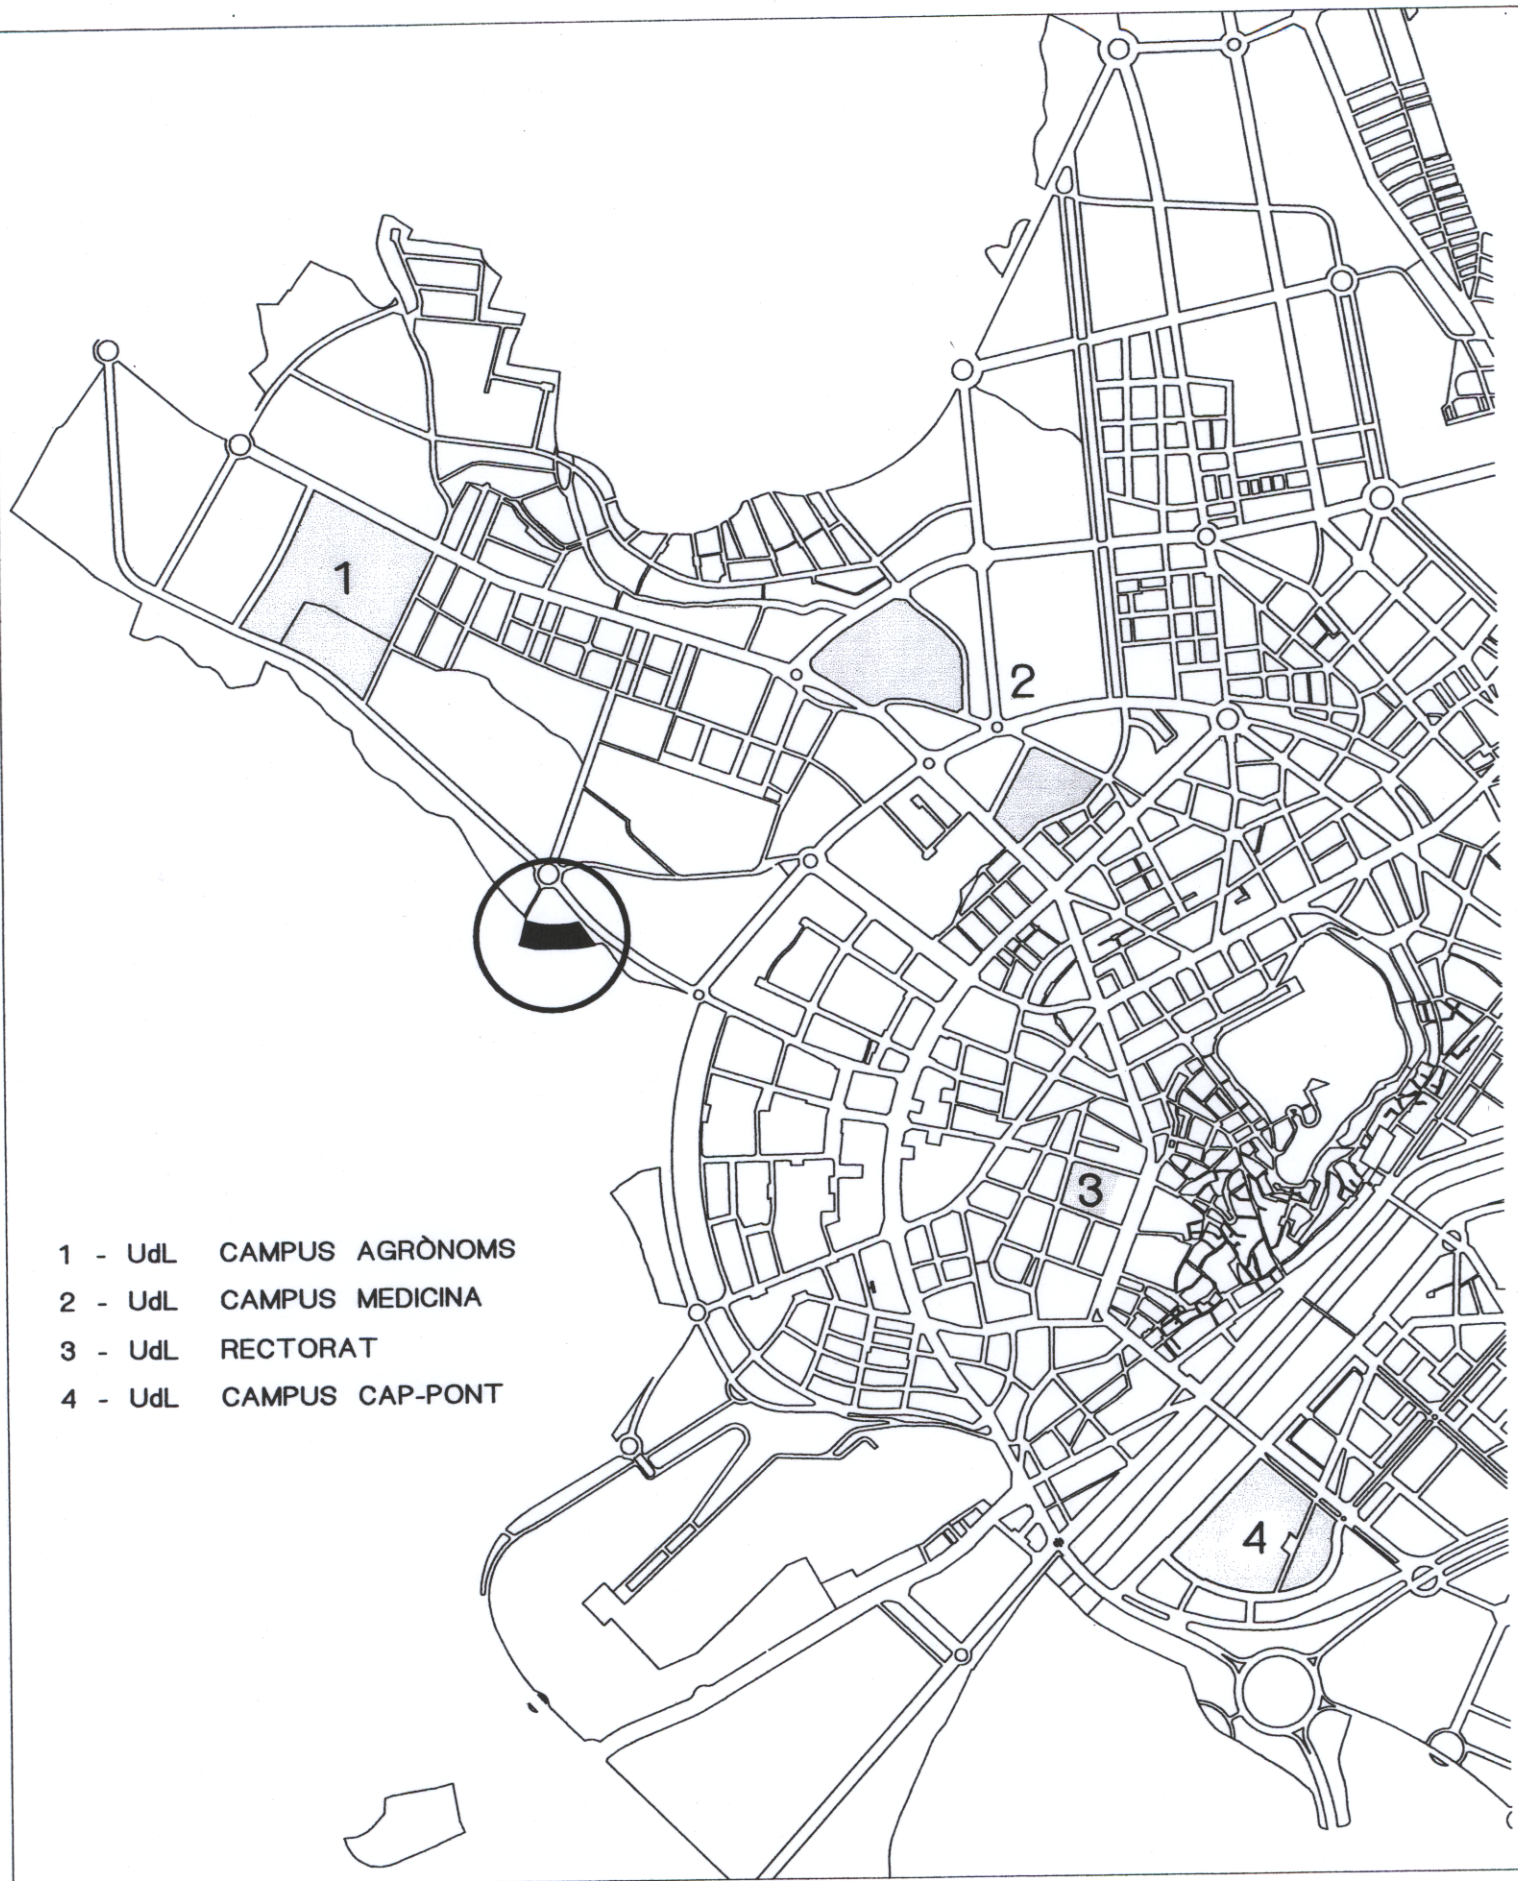 1
2
3
4
1 - UdL CAMPUS AGRÒNOMS
2 - UdL CAMPUS MEDICINA
3 - UdL RECTORAT
4 - UdL CAMPUS CAP-PONT